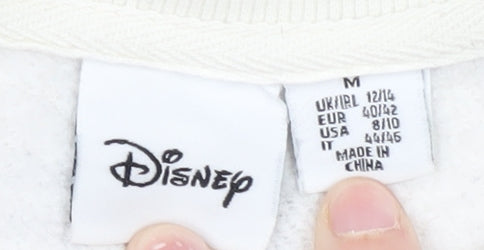 Disney
M
UK/IRL 12/14
EUR 40/42
USA 8/10
IT 44/46
MADE IN
CHINA